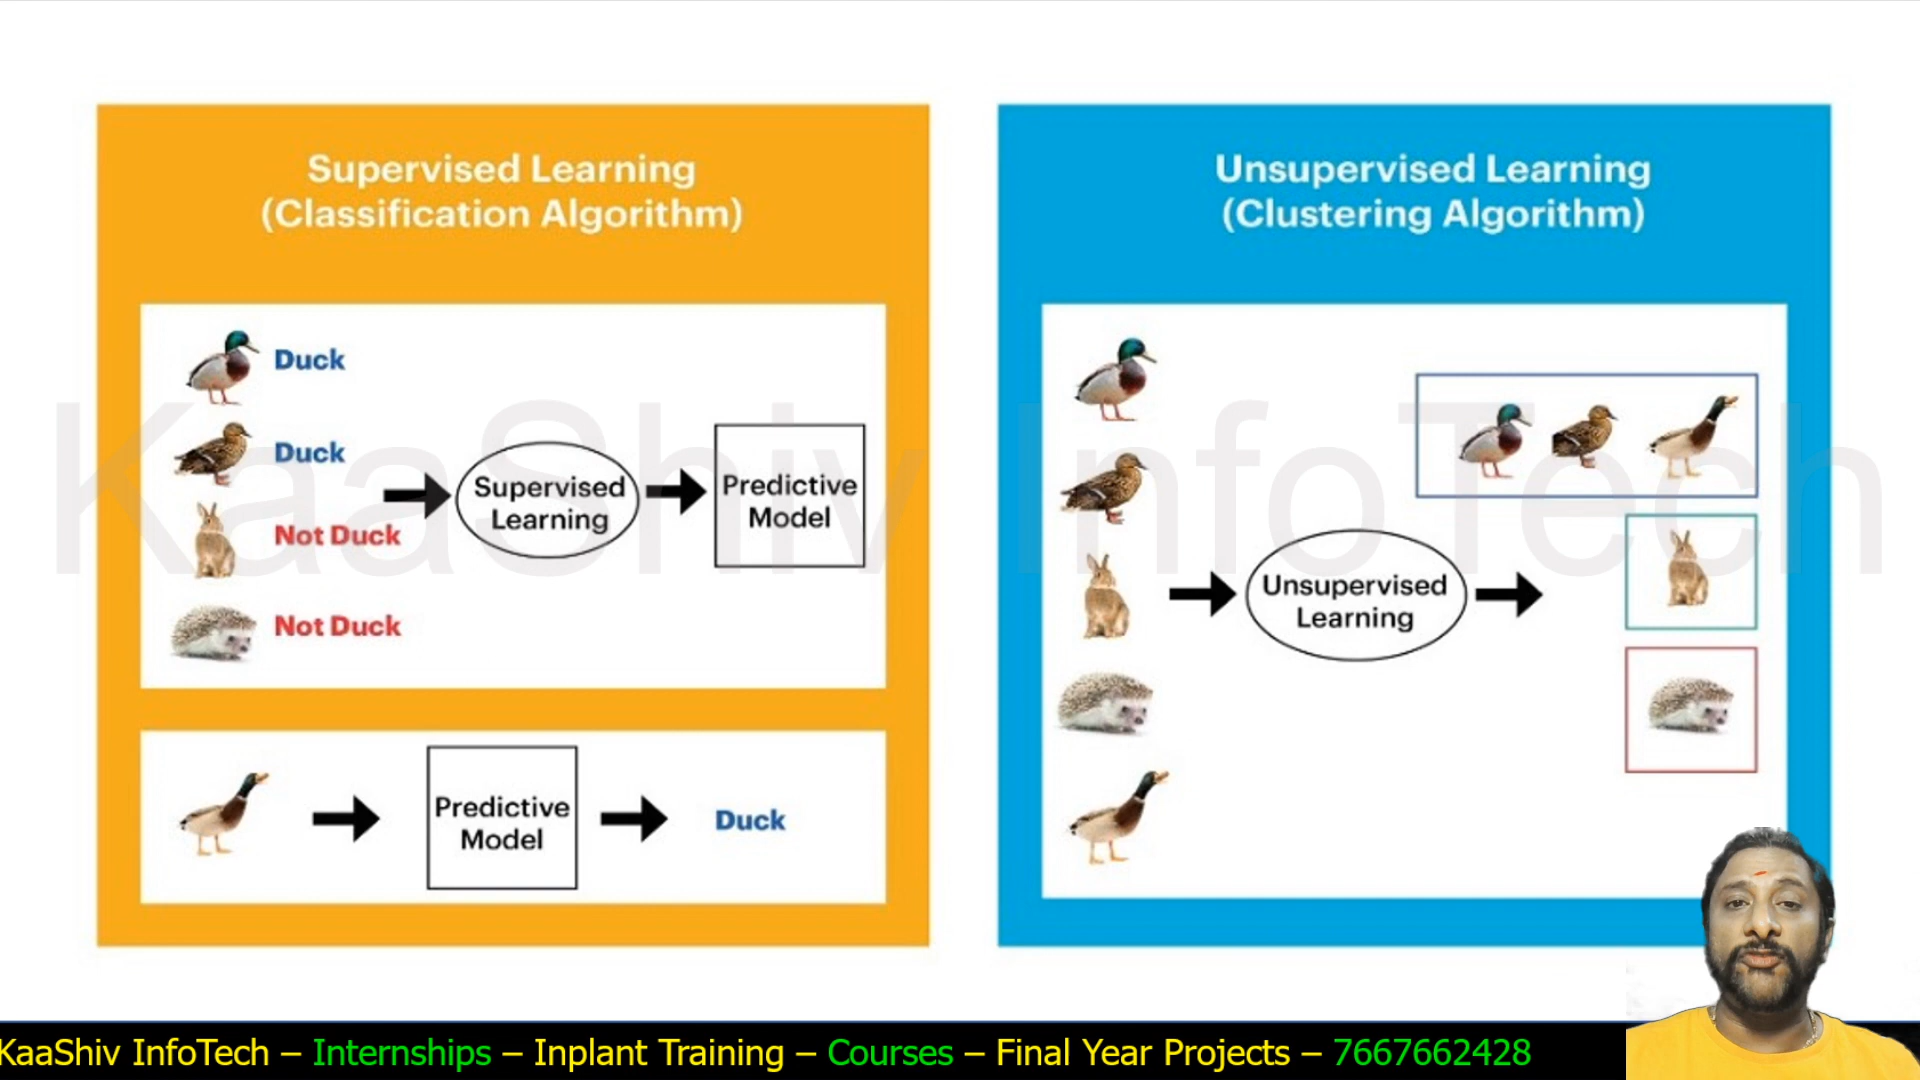 Supervised Learning
(Classification Algorithm)
Duck
Duck
Not Duck
Not Duck
Supervised
Learning
Predictive
Model
Predictive
Model
Duck
Unsupervised Learning
(Clustering Algorithm)
Unsupervised
Learning
KaaShiv InfoTech
KaaShiv InfoTech – Internships – Inplant Training – Courses – Final Year Projects – 7667662428